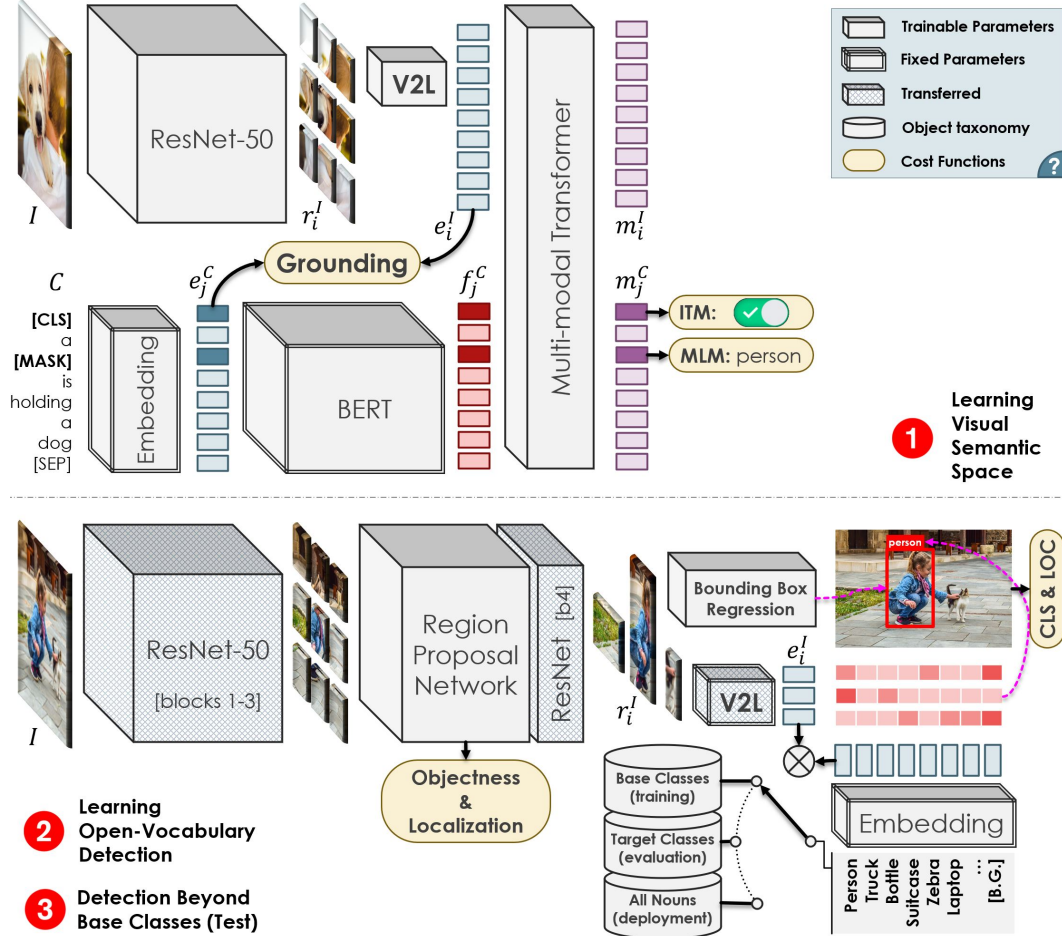 ResNet-50
V2L
I
r_i^I
e_i^I
Multi-modal Transformer
m_i^I
Trainable Parameters
Fixed Parameters
Transferred
Object taxonomy
Cost Functions
?
Grounding
C
e_j^C
f_j^C
m_j^C
[CLS]
a
[MASK]
is
holding
a
dog
[SEP]
Embedding
BERT
ITM:
MLM: person
1
Learning
Visual
Semantic
Space
ResNet-50
[blocks 1-3]
I
Region
Proposal
Network
ResNet [b4]
Objectness
&
Localization
r_i^I
Bounding Box
Regression
person
CLS & LOC
V2L
e_i^I
Base Classes
(training)
Target Classes
(evaluation)
All Nouns
(deployment)
Embedding
Person
Truck
Bottle
Suitcase
Zebra
Laptop
...
[B.G.]
2
Learning
Open-Vocabulary
Detection
3
Detection Beyond
Base Classes (Test)